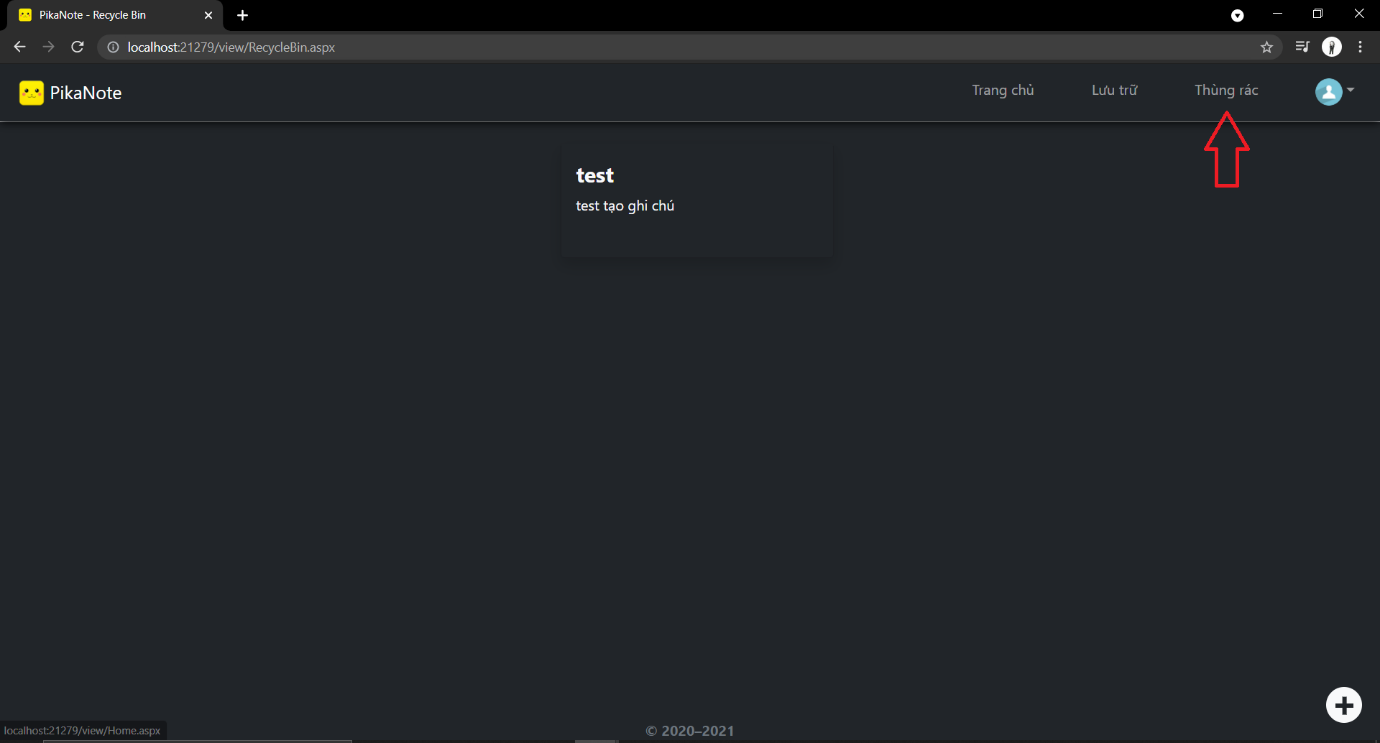 PikaNote - Recycle Bin
localhost:21279/view/RecycleBin.aspx
PikaNote
Trang chủ
Lưu trữ
Thùng rác
test
test tạo ghi chú
localhost:21279/view/Home.aspx
© 2020–2021